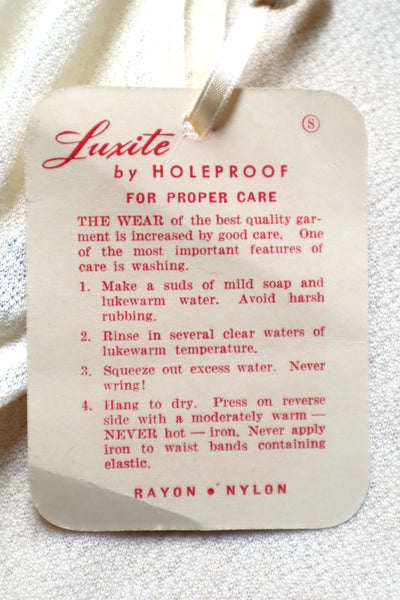 Luxite
Ⓢ
by HOLEPROOF
FOR PROPER CARE
THE WEAR of the best quality gar-
ment is increased by good care. One
of the most important features of
care is washing.
1. Make a suds of mild soap and
lukewarm water. Avoid harsh
rubbing.
2. Rinse in several clear waters of
lukewarm temperature.
3. Squeeze out excess water. Never
wring!
4. Hang to dry. Press on reverse
side with a moderately warm —
NEVER hot — iron. Never apply
iron to waist bands containing
elastic.
RAYON • NYLON